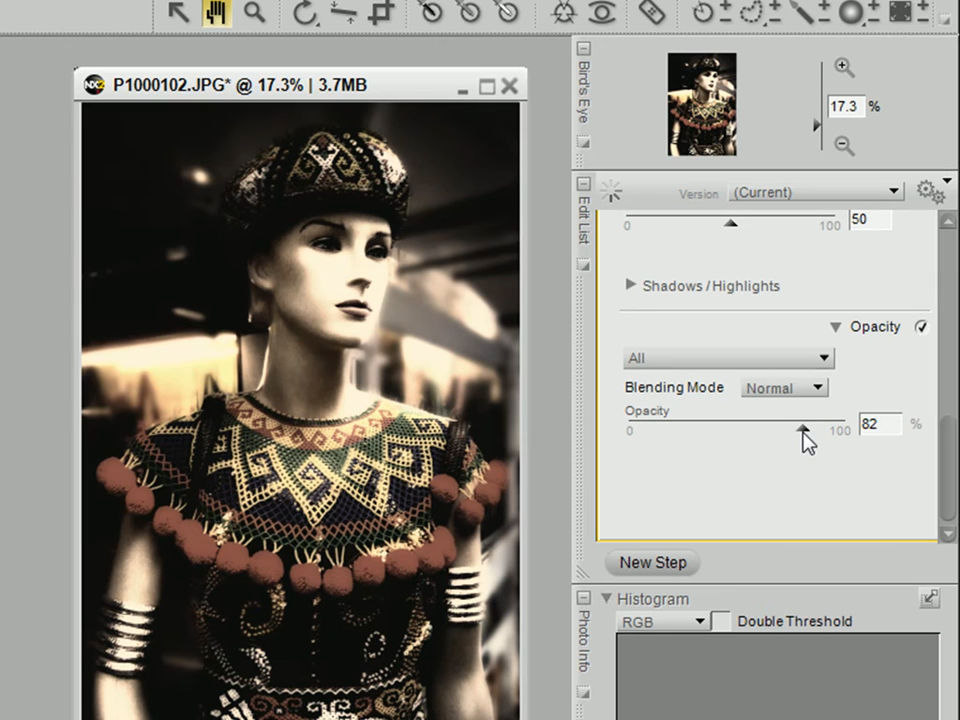 NX2 P1000102.JPG* @ 17.3% | 3.7MB
Bird's Eye
17.3 %
Edit List
Version (Current)
50
0 100
Shadows / Highlights
Opacity
All
Blending Mode Normal
Opacity
0 100 82 %
New Step
Photo Info
Histogram
RGB Double Threshold